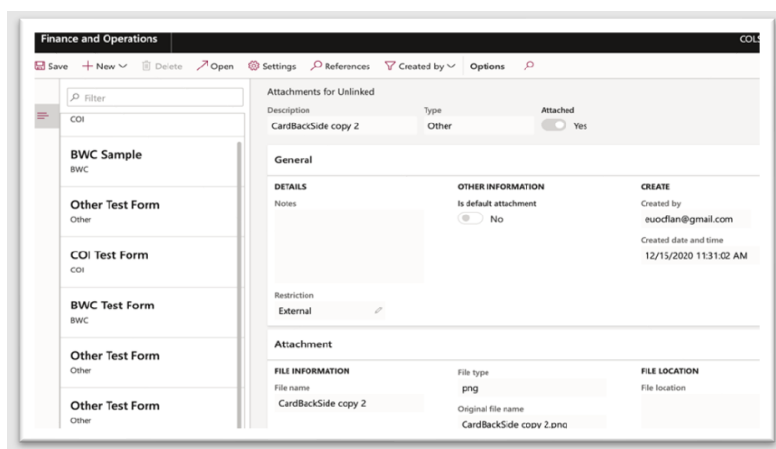 Finance and Operations
COLS
Save New Delete Open Settings References Created by Options
Filter
COI
BWC Sample
BWC
Other Test Form
Other
COI Test Form
COI
BWC Test Form
BWC
Other Test Form
Other
Other Test Form
Other
Attachments for Unlinked
Description Type Attached
CardBackSide copy 2 Other Yes
General
DETAILS OTHER INFORMATION CREATE
Notes Is default attachment Created by
No euocflan@gmail.com
Created date and time
12/15/2020 11:31:02 AM
Restriction
External
Attachment
FILE INFORMATION File type FILE LOCATION
File name png File location
CardBackSide copy 2 Original file name
CardBackSide copy 2.png